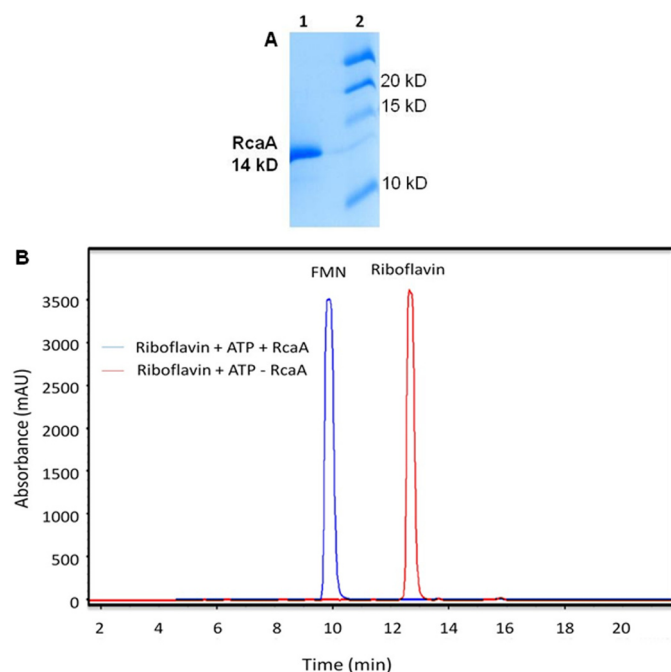 A
1 2
20 kD
15 kD
RcaA
14 kD
10 kD
B
FMN
Riboflavin
Riboflavin + ATP + RcaA
Riboflavin + ATP - RcaA
Absorbance (mAU)
3500
3000
2500
2000
1500
1000
500
0
2 4 6 8 10 12 14 16 18 20
Time (min)